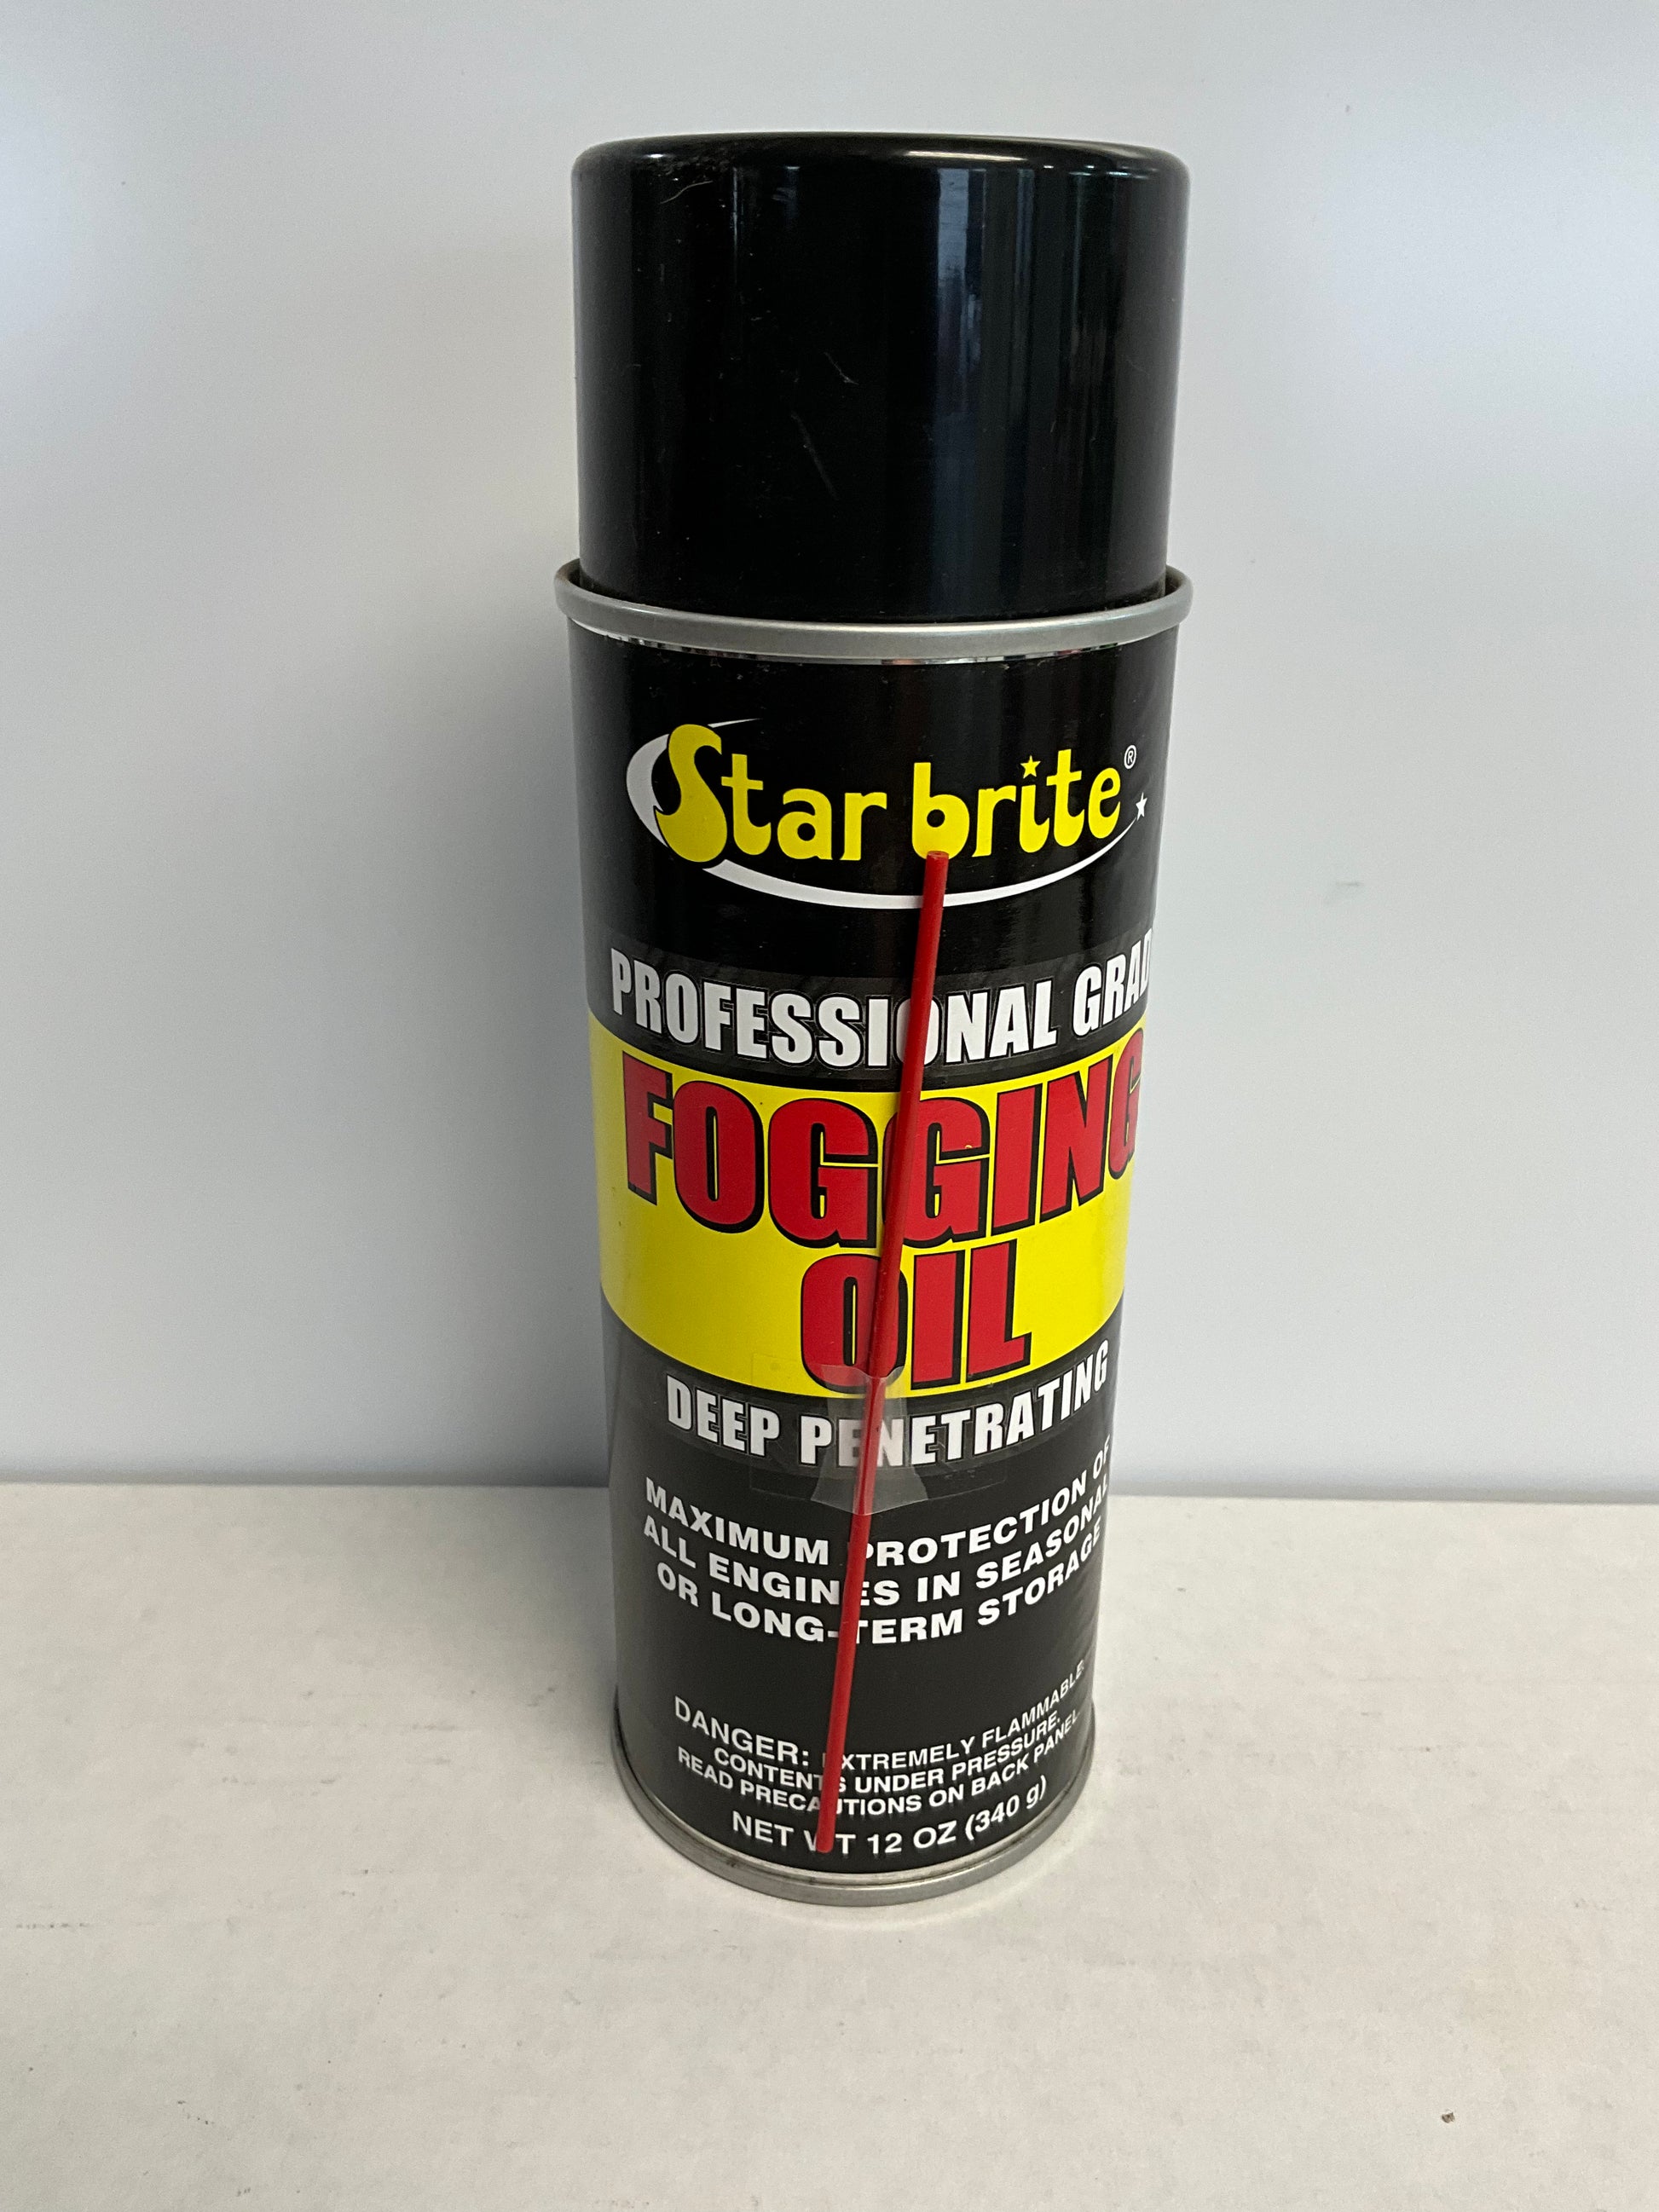 Star brite®
PROFESSIONAL GRAD
FOGGING
OIL
DEEP PENETRATING
MAXIMUM PROTECTION OF
ALL ENGINES IN SEASONAL
OR LONG-TERM STORAGE
DANGER: EXTREMELY FLAMMABLE.
CONTENTS UNDER PRESSURE.
READ PRECAUTIONS ON BACK PANEL.
NET WT 12 OZ (340 g)